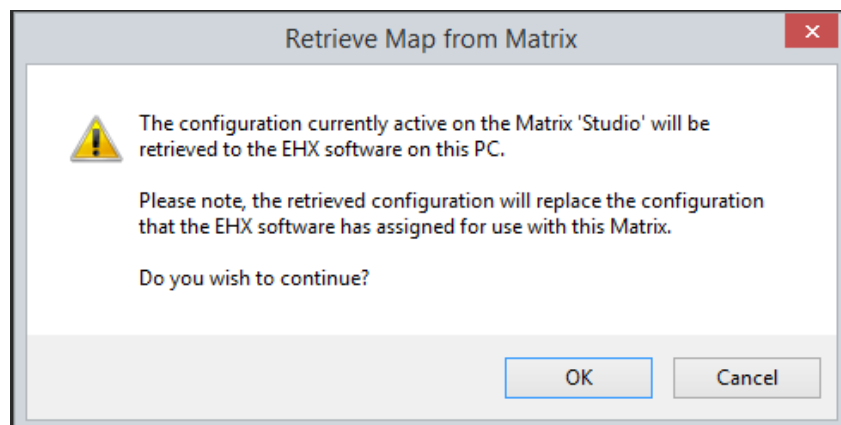 Retrieve Map from Matrix
The configuration currently active on the Matrix 'Studio' will be
retrieved to the EHX software on this PC.
Please note, the retrieved configuration will replace the configuration
that the EHX software has assigned for use with this Matrix.
Do you wish to continue?
OK
Cancel